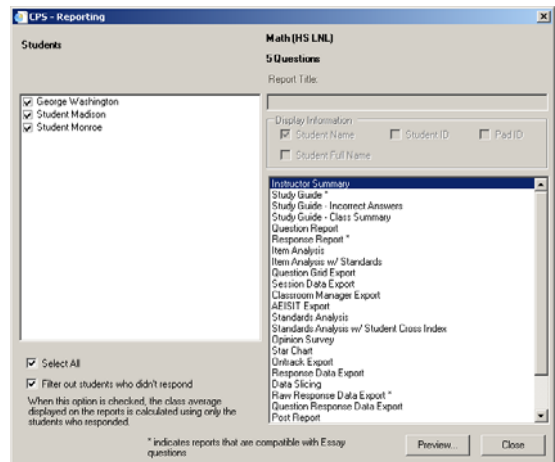 CPS - Reporting
Students
Math (HS LNL)
5 Questions
Report Title:
George Washington
Student Madison
Student Monroe
Display Information
Student Name
Student ID
Pad ID
Student Full Name
Instructor Summary
Study Guide *
Study Guide - Incorrect Answers
Study Guide - Class Summary
Question Report
Response Report *
Item Analysis
Item Analysis w/ Standards
Question Grid Export
Session Data Export
Classroom Manager Export
AEISIT Export
Standards Analysis
Standards Analysis w/ Student Cross Index
Opinion Survey
Star Chart
Ontrack Export
Response Data Export
Data Slicing
Raw Response Data Export *
Question Response Data Export
Post Report
Select All
Filter out students who didn't respond
When this option is checked, the class average
displayed on the reports is calculated using only the
students who responded.
* indicates reports that are compatible with Essay
questions
Preview...
Close